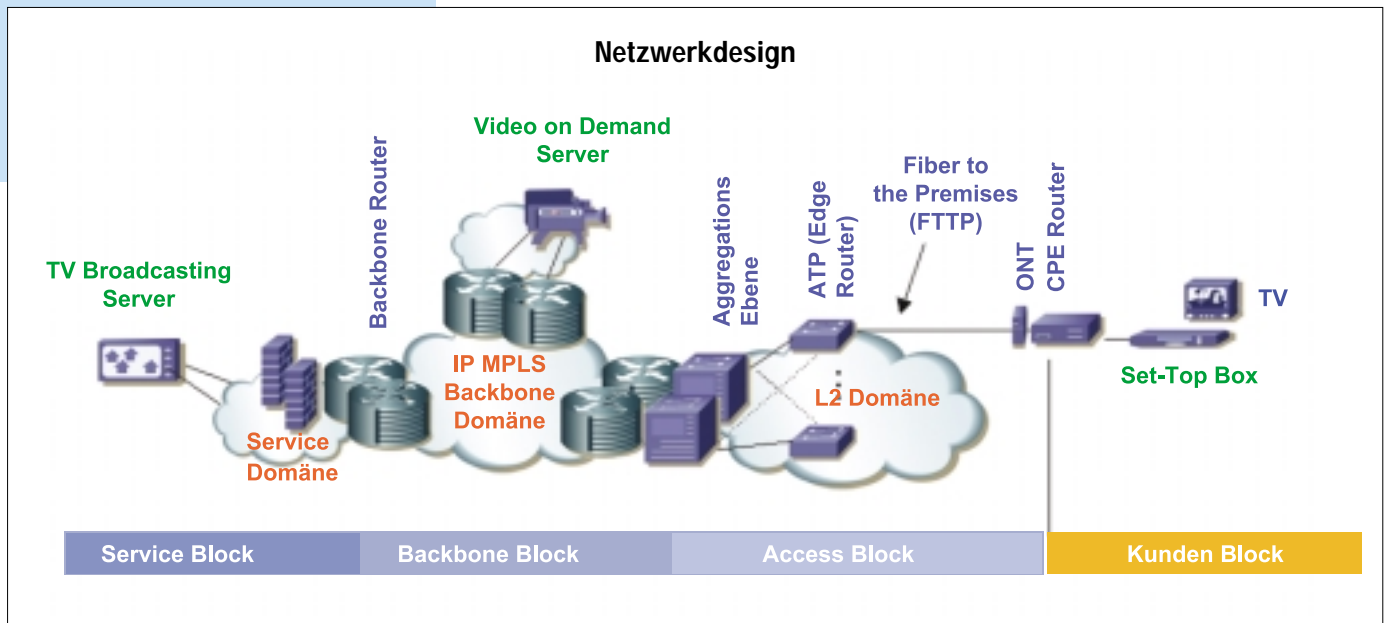 Netzwerkdesign
Video on Demand
Server
Backbone Router
Fiber to
the Premises
(FTTP)
Aggregations
Ebene
ATP (Edge
Router)
ONT
CPE Router
TV Broadcasting
Server
TV
IP MPLS
Backbone
Domäne
Set-Top Box
L2 Domäne
Service
Domäne
Service Block
Backbone Block
Access Block
Kunden Block